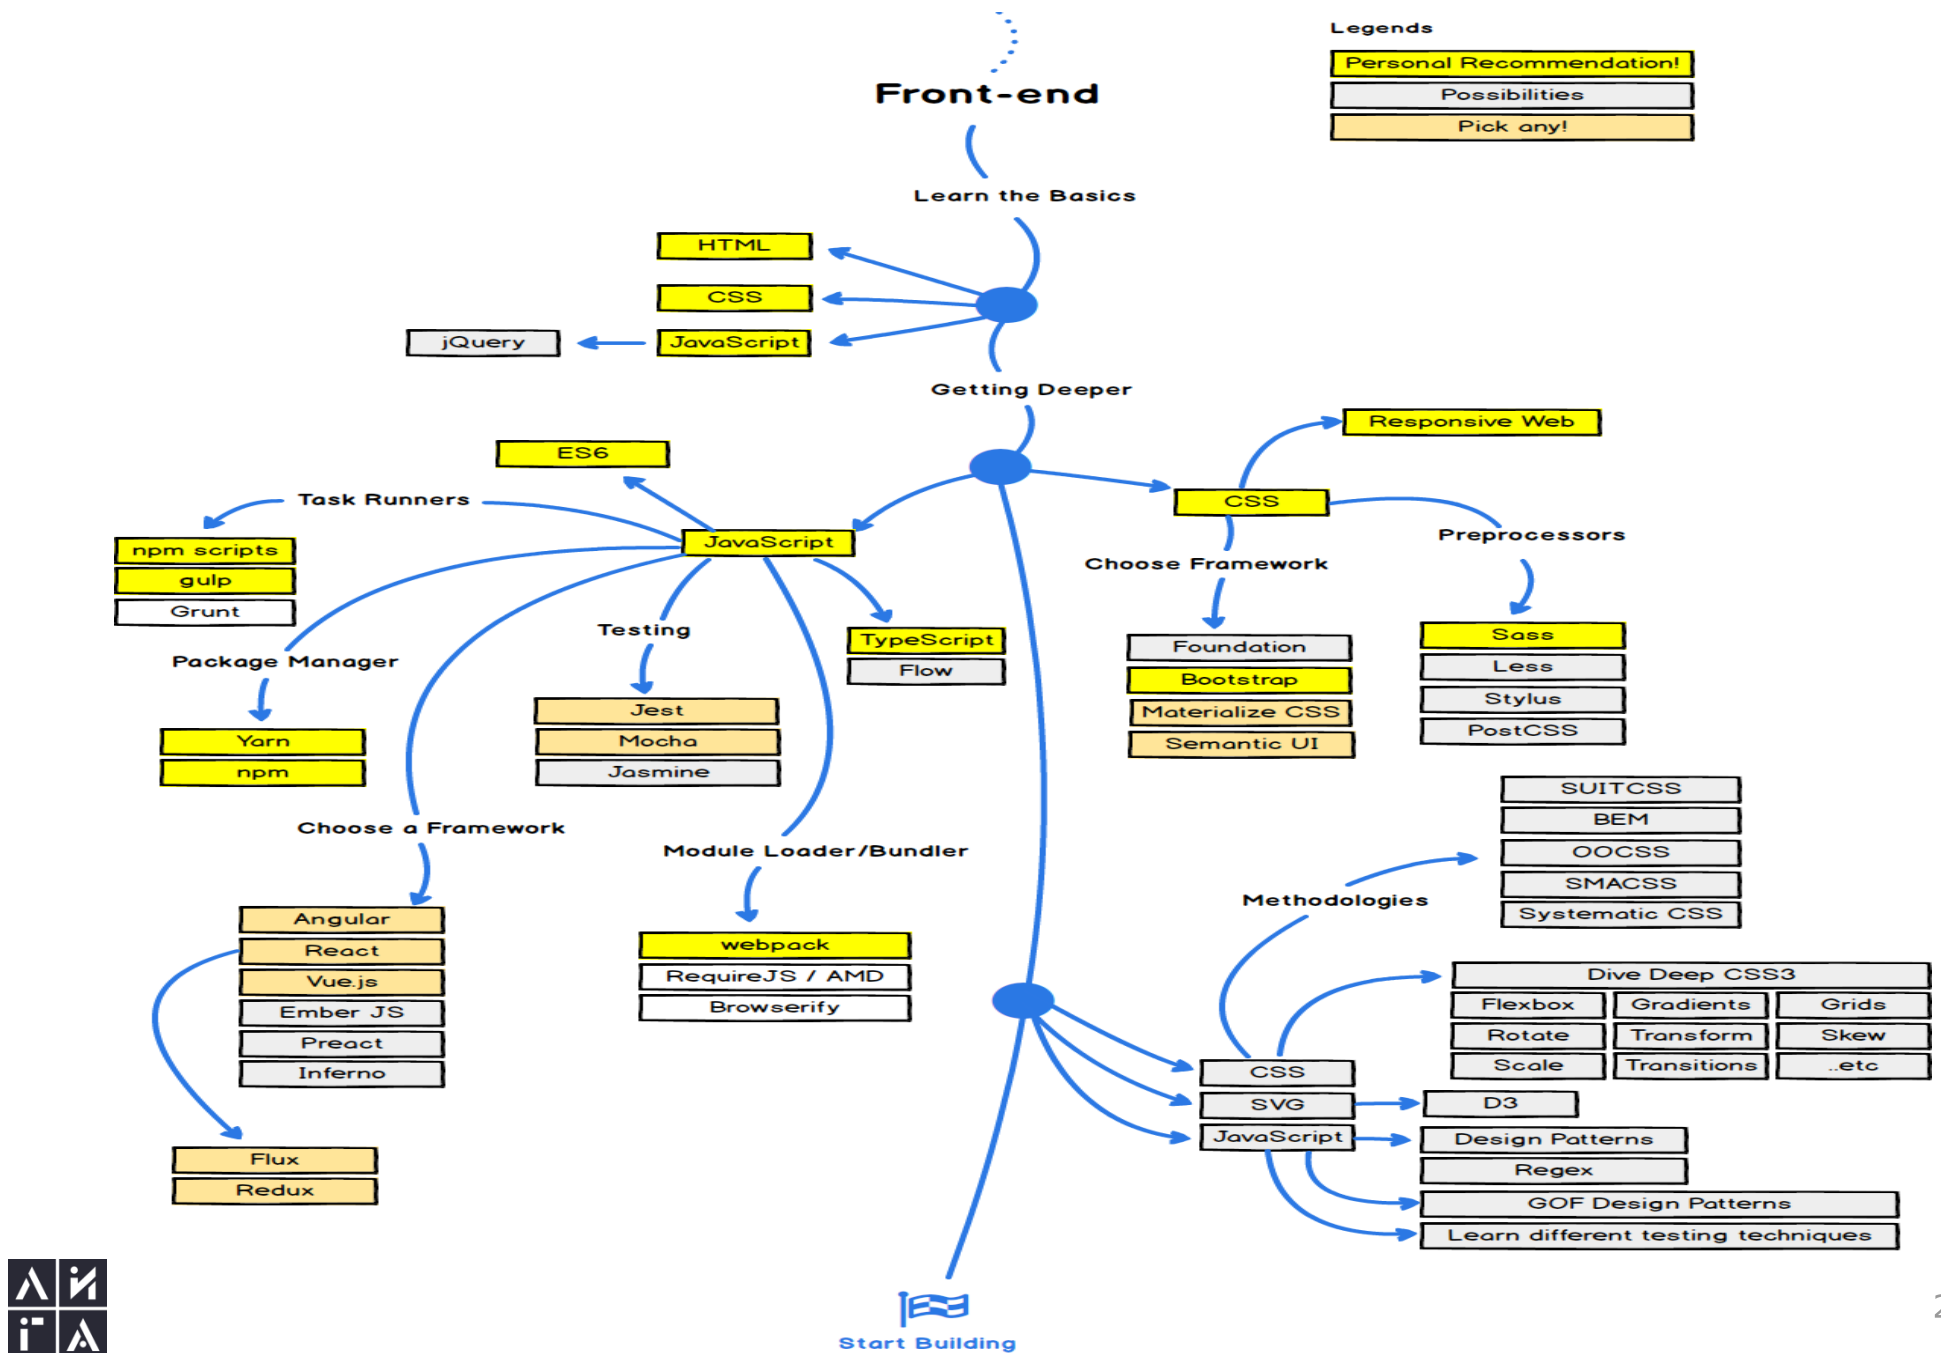 Legends
Personal Recommendation!
Possibilities
Pick any!
Front-end
Learn the Basics
HTML
CSS
JavaScript
jQuery
Getting Deeper
Responsive Web
ES6
CSS
Task Runners
JavaScript
Preprocessors
npm scripts
gulp
Grunt
Choose Framework
Testing
TypeScript
Flow
Foundation
Bootstrap
Materialize CSS
Semantic UI
Sass
Less
Stylus
PostCSS
Package Manager
Yarn
npm
Jest
Mocha
Jasmine
Choose a Framework
Module Loader/Bundler
SUITCSS
BEM
OOCSS
SMACSS
Systematic CSS
Methodologies
Angular
React
Vue.js
Ember JS
Preact
Inferno
webpack
RequireJS / AMD
Browserify
Dive Deep CSS3
Flexbox Gradients Grids
Rotate Transform Skew
Scale Transitions ..etc
CSS
SVG
JavaScript
D3
Design Patterns
Regex
GOF Design Patterns
Learn different testing techniques
Flux
Redux
ЛИ
ГА
Start Building
2